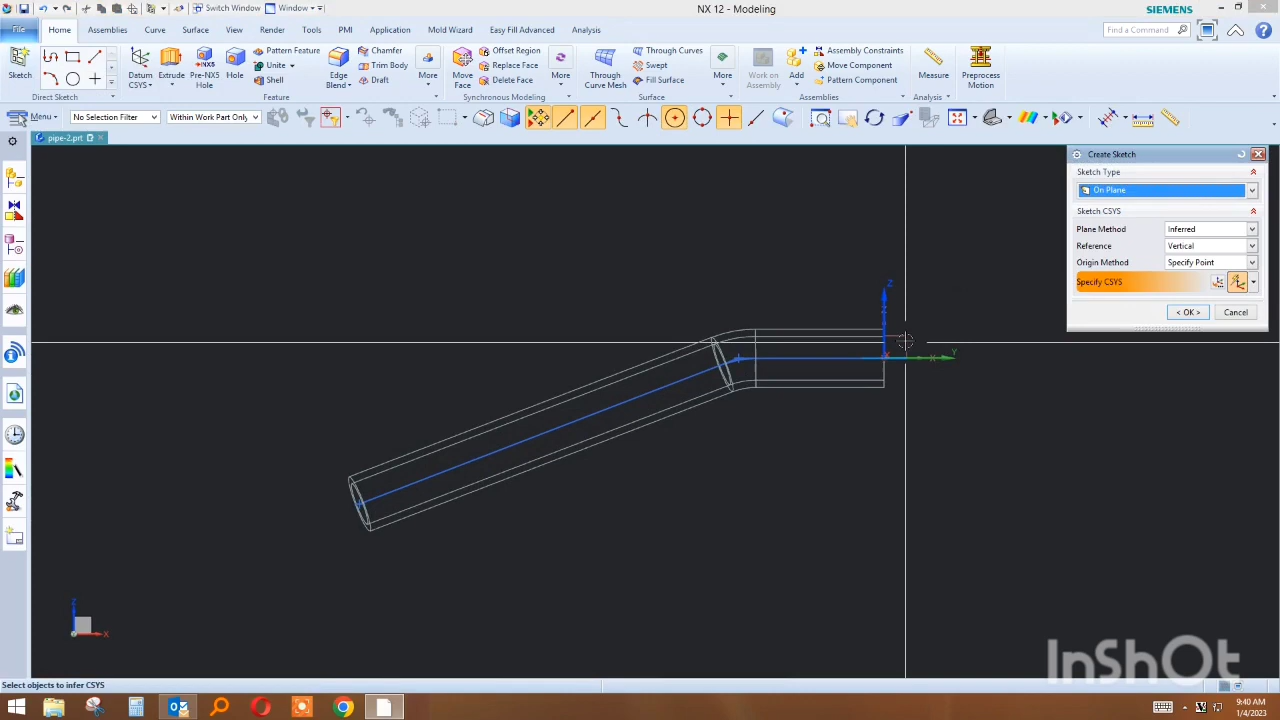 Switch Window
Window
NX 12 - Modeling
SIEMENS
File
Home
Assemblies
Curve
Surface
View
Render
Tools
PMI
Application
Mold Wizard
Easy Fill Advanced
Analysis
Find a Command
Sketch
Direct Sketch
Datum
CSYS
Extrude
Pre-NX5
Hole
Hole
Pattern Feature
Unite
Shell
Edge
Blend
Chamfer
Trim Body
Draft
More
Feature
Move
Face
Offset Region
Replace Face
Delete Face
More
Synchronous Modeling
Through
Curve Mesh
Through Curves
Swept
Fill Surface
More
Surface
Work on
Assembly
Add
Assembly Constraints
Move Component
Pattern Component
Assemblies
Measure
Analysis
Preprocess
Motion
Menu
No Selection Filter
Within Work Part Only
pipe-2.prt
Create Sketch
Sketch Type
On Plane
Sketch CSYS
Plane Method
Inferred
Reference
Vertical
Origin Method
Specify Point
Specify CSYS
< OK >
Cancel
Z
Z
X
X
Y
Z
X
InShOt
Select objects to infer CSYS
9:40 AM
1/4/2023